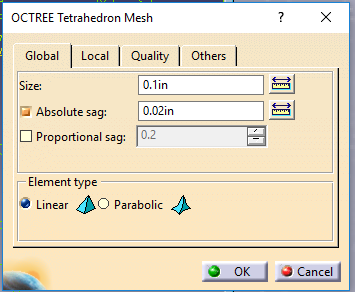 OCTREE Tetrahedron Mesh ?
Global Local Quality Others
Size: 0.1in
Absolute sag: 0.02in
Proportional sag: 0.2
Element type
Linear Parabolic
OK Cancel